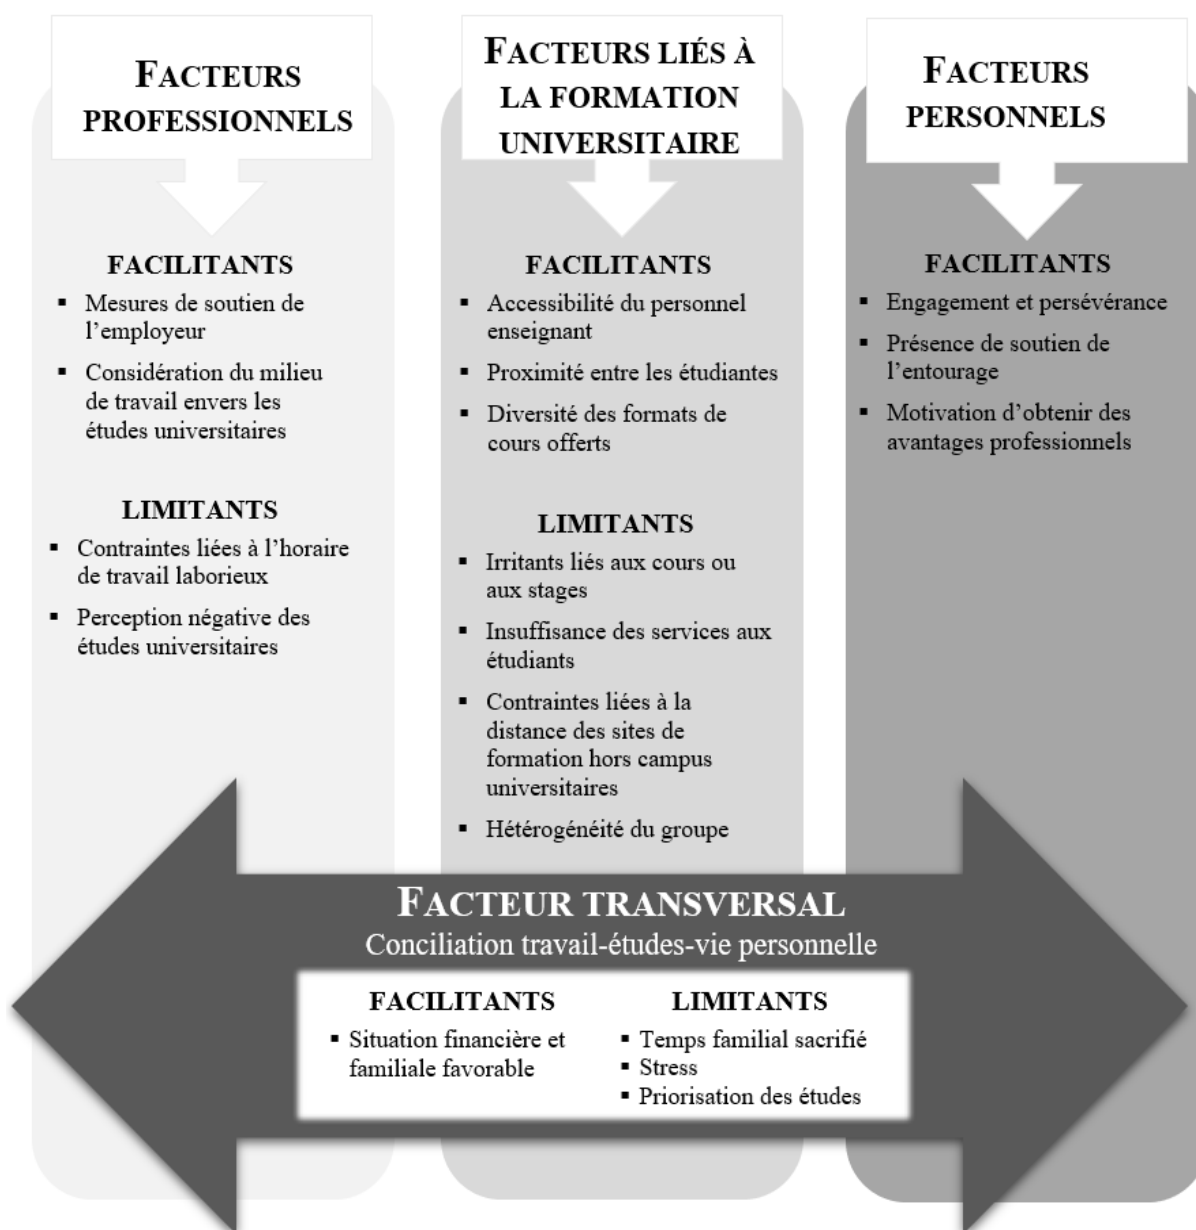 FACTEURS
PROFESSIONNELS
FACILITANTS
▪ Mesures de soutien de
l’employeur
▪ Considération du milieu
de travail envers les
études universitaires
LIMITANTS
▪ Contraintes liées à l’horaire
de travail laborieux
▪ Perception négative des
études universitaires
FACTEURS LIÉS À
LA FORMATION
UNIVERSITAIRE
FACILITANTS
▪ Accessibilité du personnel
enseignant
▪ Proximité entre les étudiantes
▪ Diversité des formats de
cours offerts
LIMITANTS
▪ Irritants liés aux cours ou
aux stages
▪ Insuffisance des services aux
étudiants
▪ Contraintes liées à la
distance des sites de
formation hors campus
universitaires
▪ Hétérogénéité du groupe
FACTEURS
PERSONNELS
FACILITANTS
▪ Engagement et persévérance
▪ Présence de soutien de
l’entourage
▪ Motivation d’obtenir des
avantages professionnels
FACTEUR TRANSVERSAL
Conciliation travail-études-vie personnelle
FACILITANTS
▪ Situation financière et
familiale favorable
LIMITANTS
▪ Temps familial sacrifié
▪ Stress
▪ Priorisation des études